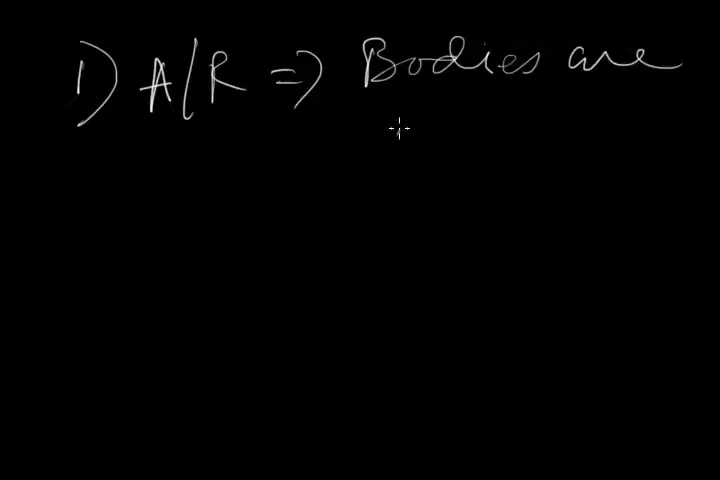 1) A/R => Bodies are